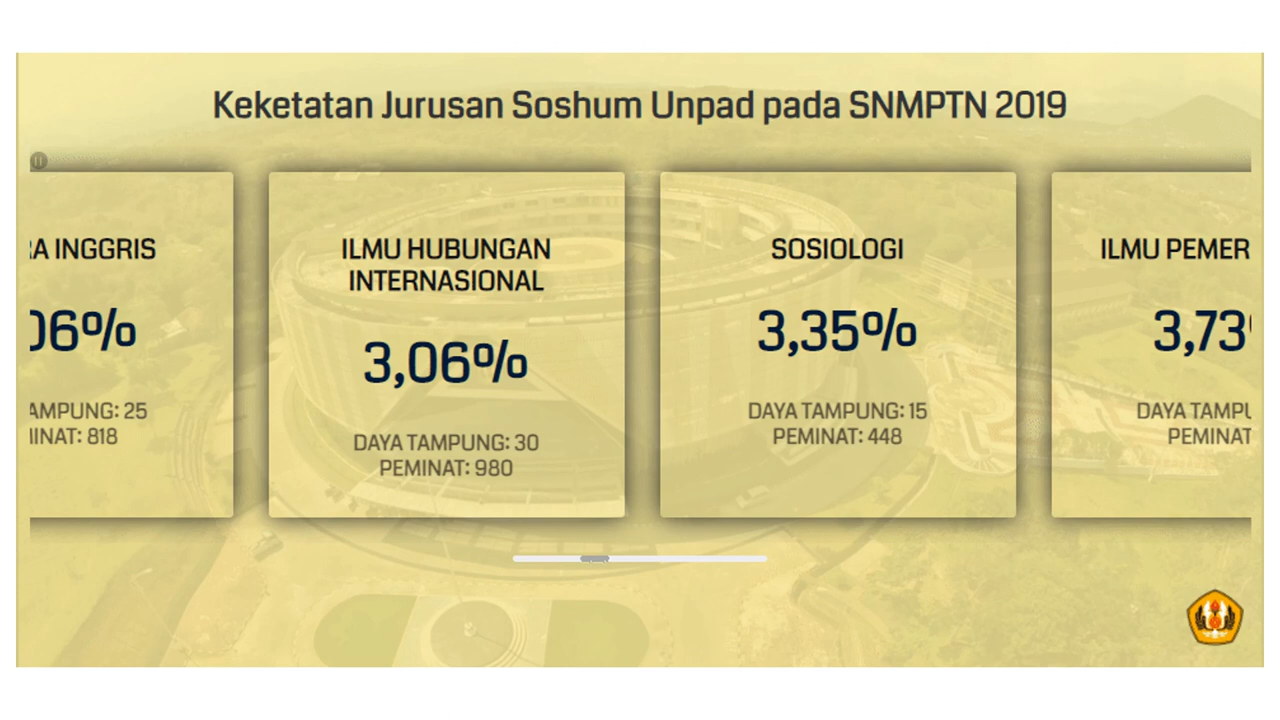 Keketatan Jurusan Soshum Unpad pada SNMPTN 2019
RA INGGRIS
06%
AMPUNG: 25
INAT: 818
ILMU HUBUNGAN
INTERNASIONAL
3,06%
DAYA TAMPUNG: 30
PEMINAT: 980
SOSIOLOGI
3,35%
DAYA TAMPUNG: 15
PEMINAT: 448
ILMU PEMER
3,73
DAYA TAMPU
PEMINAT